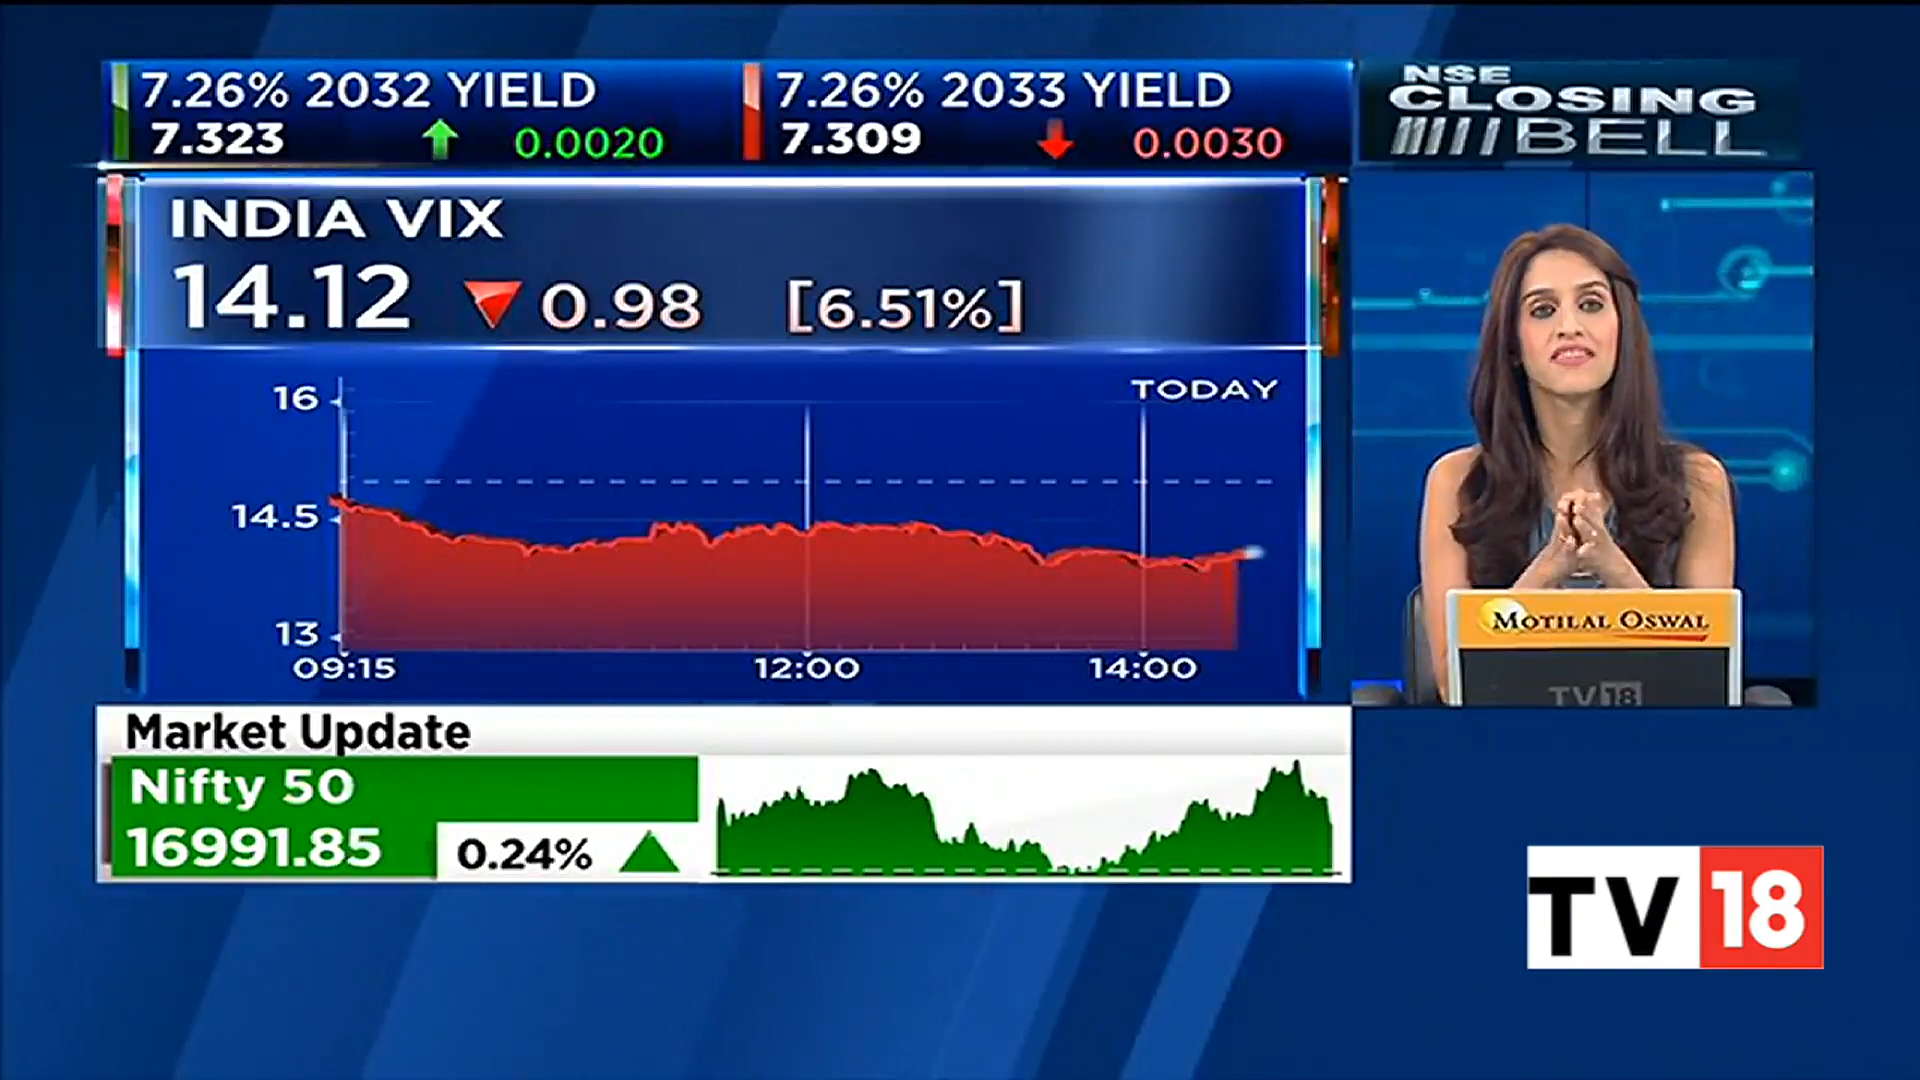 7.26% 2032 YIELD
7.323 0.0020
7.26% 2033 YIELD
7.309 0.0030
NSE
CLOSING
BELL
INDIA VIX
14.12 0.98 [6.51%]
TODAY
16
14.5
13
09:15 12:00 14:00
MOTILAL OSWAL
TV18
Market Update
Nifty 50
16991.85 0.24%
TV18